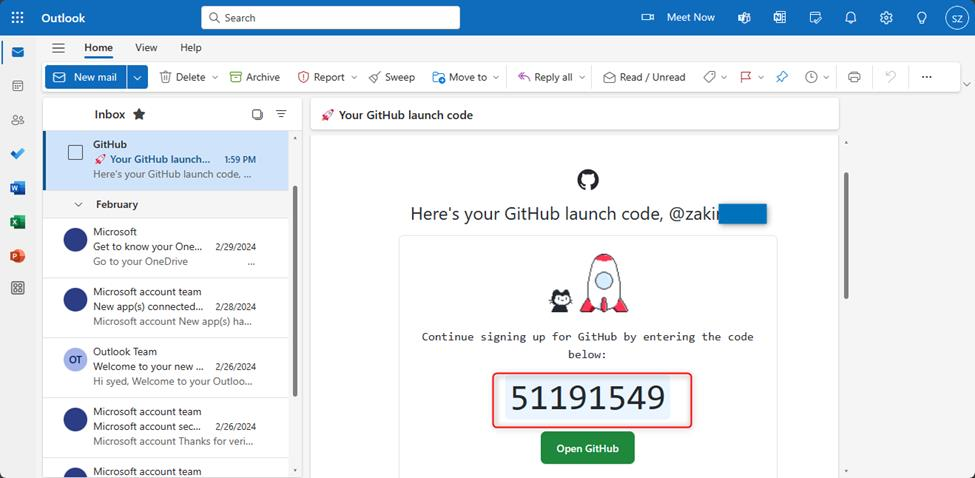 Outlook
Search
Meet Now
SZ
Home
View
Help
New mail
Delete
Archive
Report
Sweep
Move to
Reply all
Read / Unread
Inbox
GitHub
🚀 Your GitHub launch... 1:59 PM
Here's your GitHub launch code, ...
February
Microsoft
Get to know your One... 2/29/2024
Go to your OneDrive ...
Microsoft account team
New app(s) connected... 2/28/2024
Microsoft account New app(s) ha...
OT
Outlook Team
Welcome to your new ... 2/26/2024
Hi syed, Welcome to your Outloo...
Microsoft account team
Microsoft account sec... 2/26/2024
Microsoft account Thanks for veri...
Microsoft account team
🚀 Your GitHub launch code
Here's your GitHub launch code, @zaki
Continue signing up for GitHub by entering the code
below:
51191549
Open GitHub